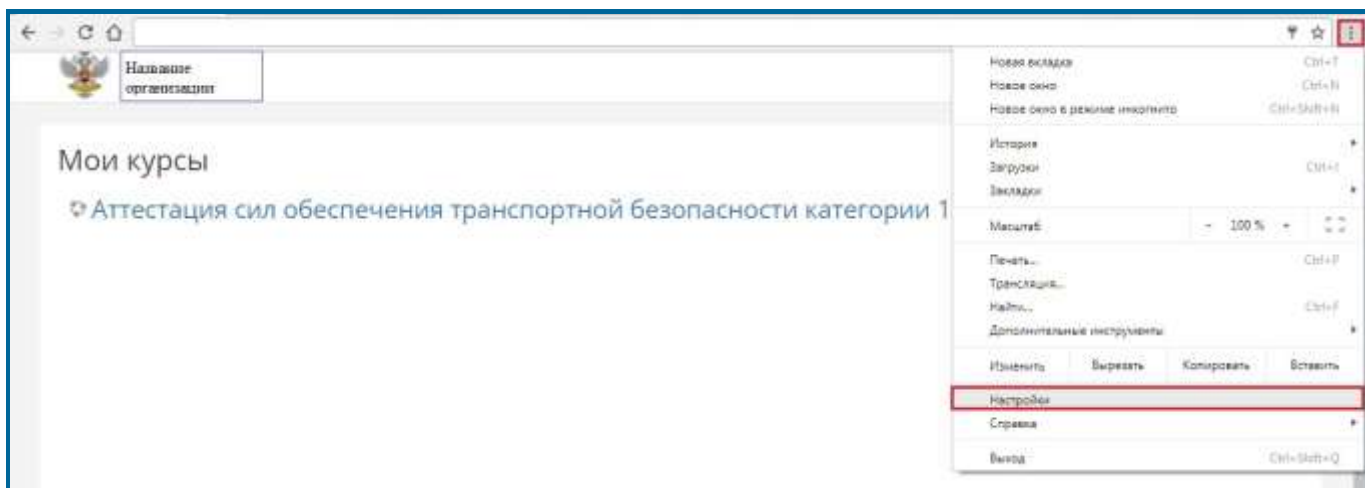 Название
организации
Мои курсы
Аттестация сил обеспечения транспортной безопасности категории 1
Новая вкладка Ctrl+T
Новое окно Ctrl+N
Новое окно в режиме инкогнито Ctrl+Shift+N
История
Загрузки
Закладки
Масштаб - 100 % +
Печать... Ctrl+P
Трансляция...
Найти... Ctrl+F
Дополнительные инструменты
Изменить Вырезать Копировать Вставить
Настройки
Справка
Выход Ctrl+Shift+Q